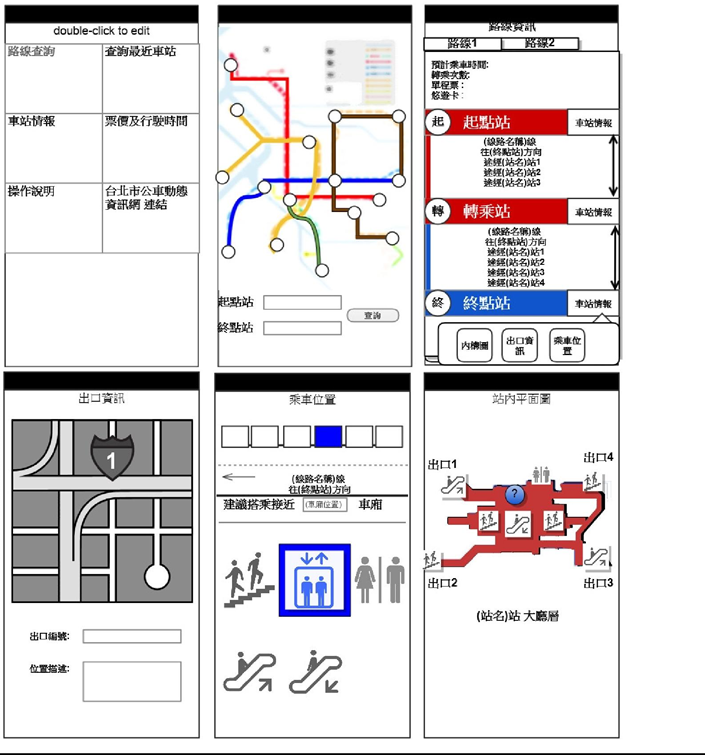 double-click to edit
路線查詢
查詢最近車站
車站情報
票價及行駛時間
操作說明
台北市公車動態
資訊網 連結
起點站
查詢
終點站
路線資訊
路線1
路線2
預計乘車時間:
轉乘次數:
單程票:
悠遊卡:
起
起點站
車站情報
(線路名稱)線
往(終點站)方向
途經(站名)站1
途經(站名)站2
途經(站名)站3
轉
轉乘站
車站情報
(線路名稱)線
往(終點站)方向
途經(站名)站1
途經(站名)站2
途經(站名)站3
途經(站名)站4
終
終點站
車站情報
內構圖
出口資
訊
乘車位
置
出口資訊
1
出口編號:
位置描述:
乘車位置
(線路名稱)線
往(終點站)方向
建議搭乘接近
(車廂位置)
車廂
站內平面圖
出口1
出口4
?
出口2
出口3
(站名)站 大廳層